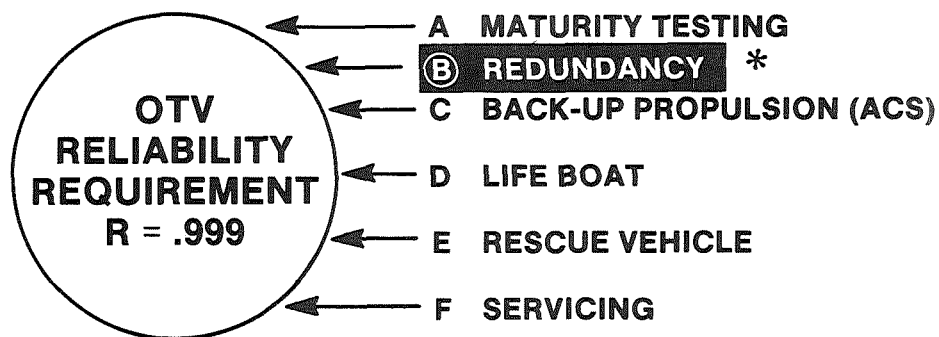 A MATURITY TESTING
Ⓑ REDUNDANCY *
C BACK-UP PROPULSION (ACS)
D LIFE BOAT
E RESCUE VEHICLE
F SERVICING
OTV
RELIABILITY
REQUIREMENT
R = .999